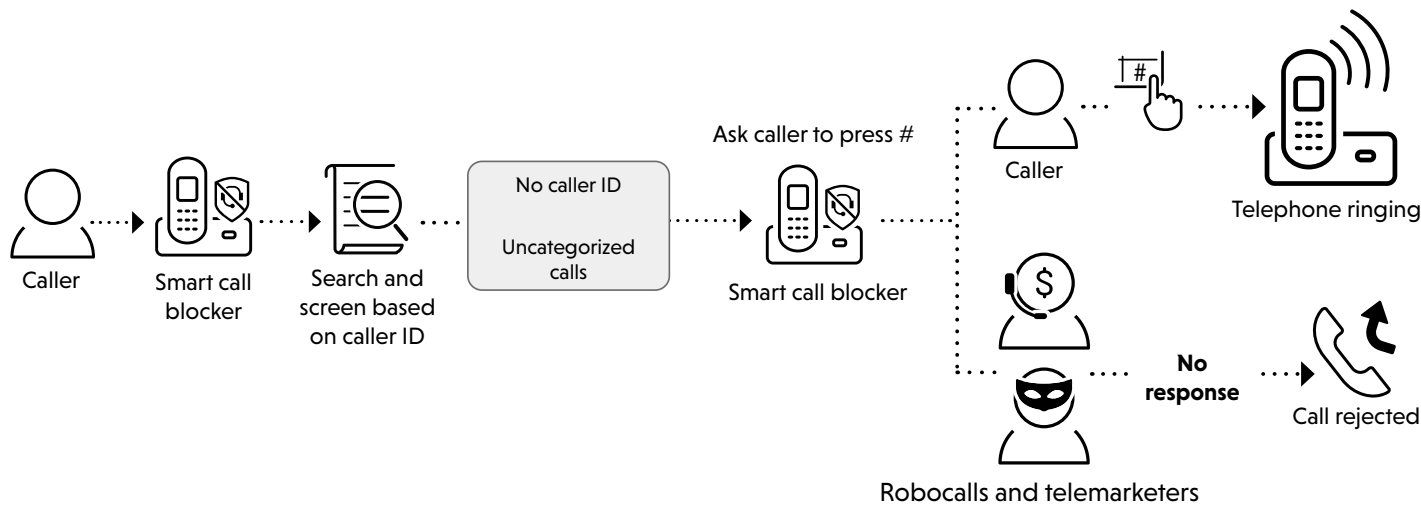 Caller
Smart call
blocker
Search and
screen based
on caller ID
No caller ID
Uncategorized
calls
Ask caller to press #
Smart call blocker
Caller
#
Telephone ringing
$
No
response
Call rejected
Robocalls and telemarketers